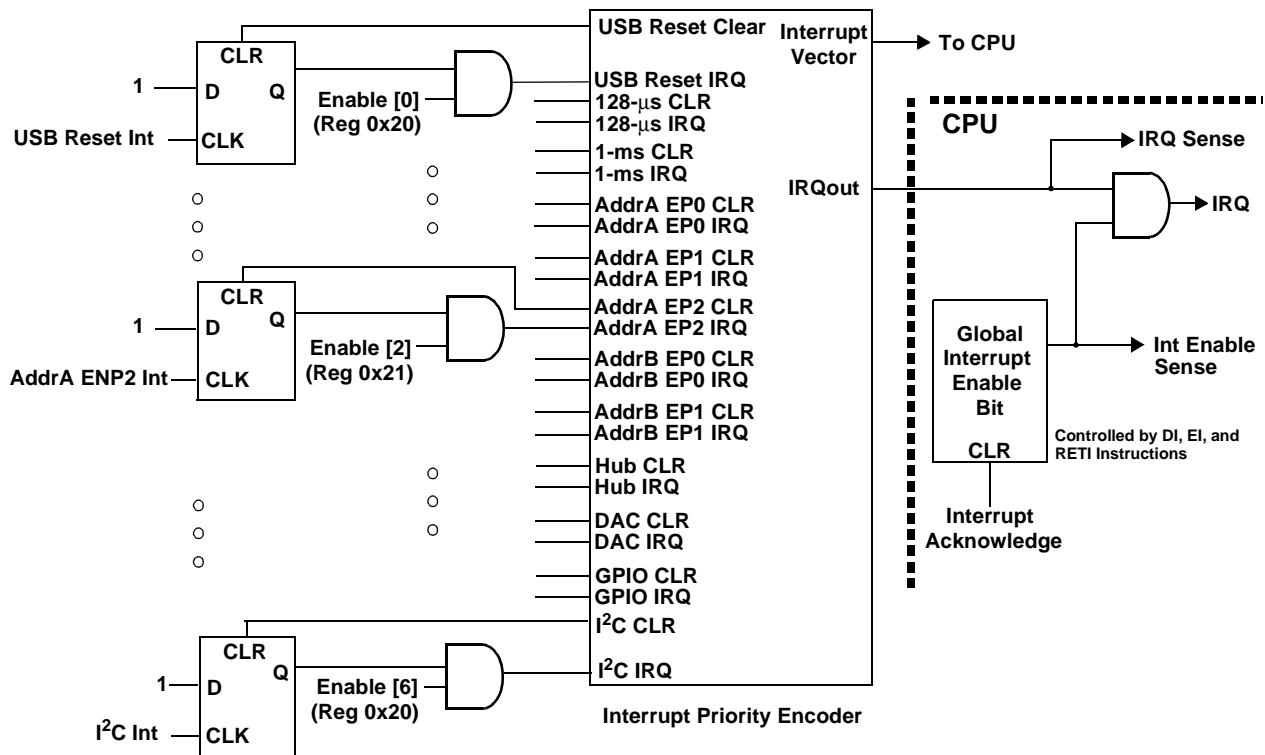 CLR
D Q
CLK
1
USB Reset Int
Enable [0]
(Reg 0x20)
CLR
D Q
CLK
1
AddrA ENP2 Int
Enable [2]
(Reg 0x21)
CLR
D Q
CLK
1
I²C Int
Enable [6]
(Reg 0x20)
USB Reset Clear
USB Reset IRQ
128-μs CLR
128-μs IRQ
1-ms CLR
1-ms IRQ
AddrA EP0 CLR
AddrA EP0 IRQ
AddrA EP1 CLR
AddrA EP1 IRQ
AddrA EP2 CLR
AddrA EP2 IRQ
AddrB EP0 CLR
AddrB EP0 IRQ
AddrB EP1 CLR
AddrB EP1 IRQ
Hub CLR
Hub IRQ
DAC CLR
DAC IRQ
GPIO CLR
GPIO IRQ
I²C CLR
I²C IRQ
Interrupt
Vector
IRQout
Interrupt Priority Encoder
To CPU
CPU
IRQ Sense
IRQ
Global
Interrupt
Enable
Bit
CLR
Int Enable
Sense
Controlled by DI, EI, and
RETI Instructions
Interrupt
Acknowledge